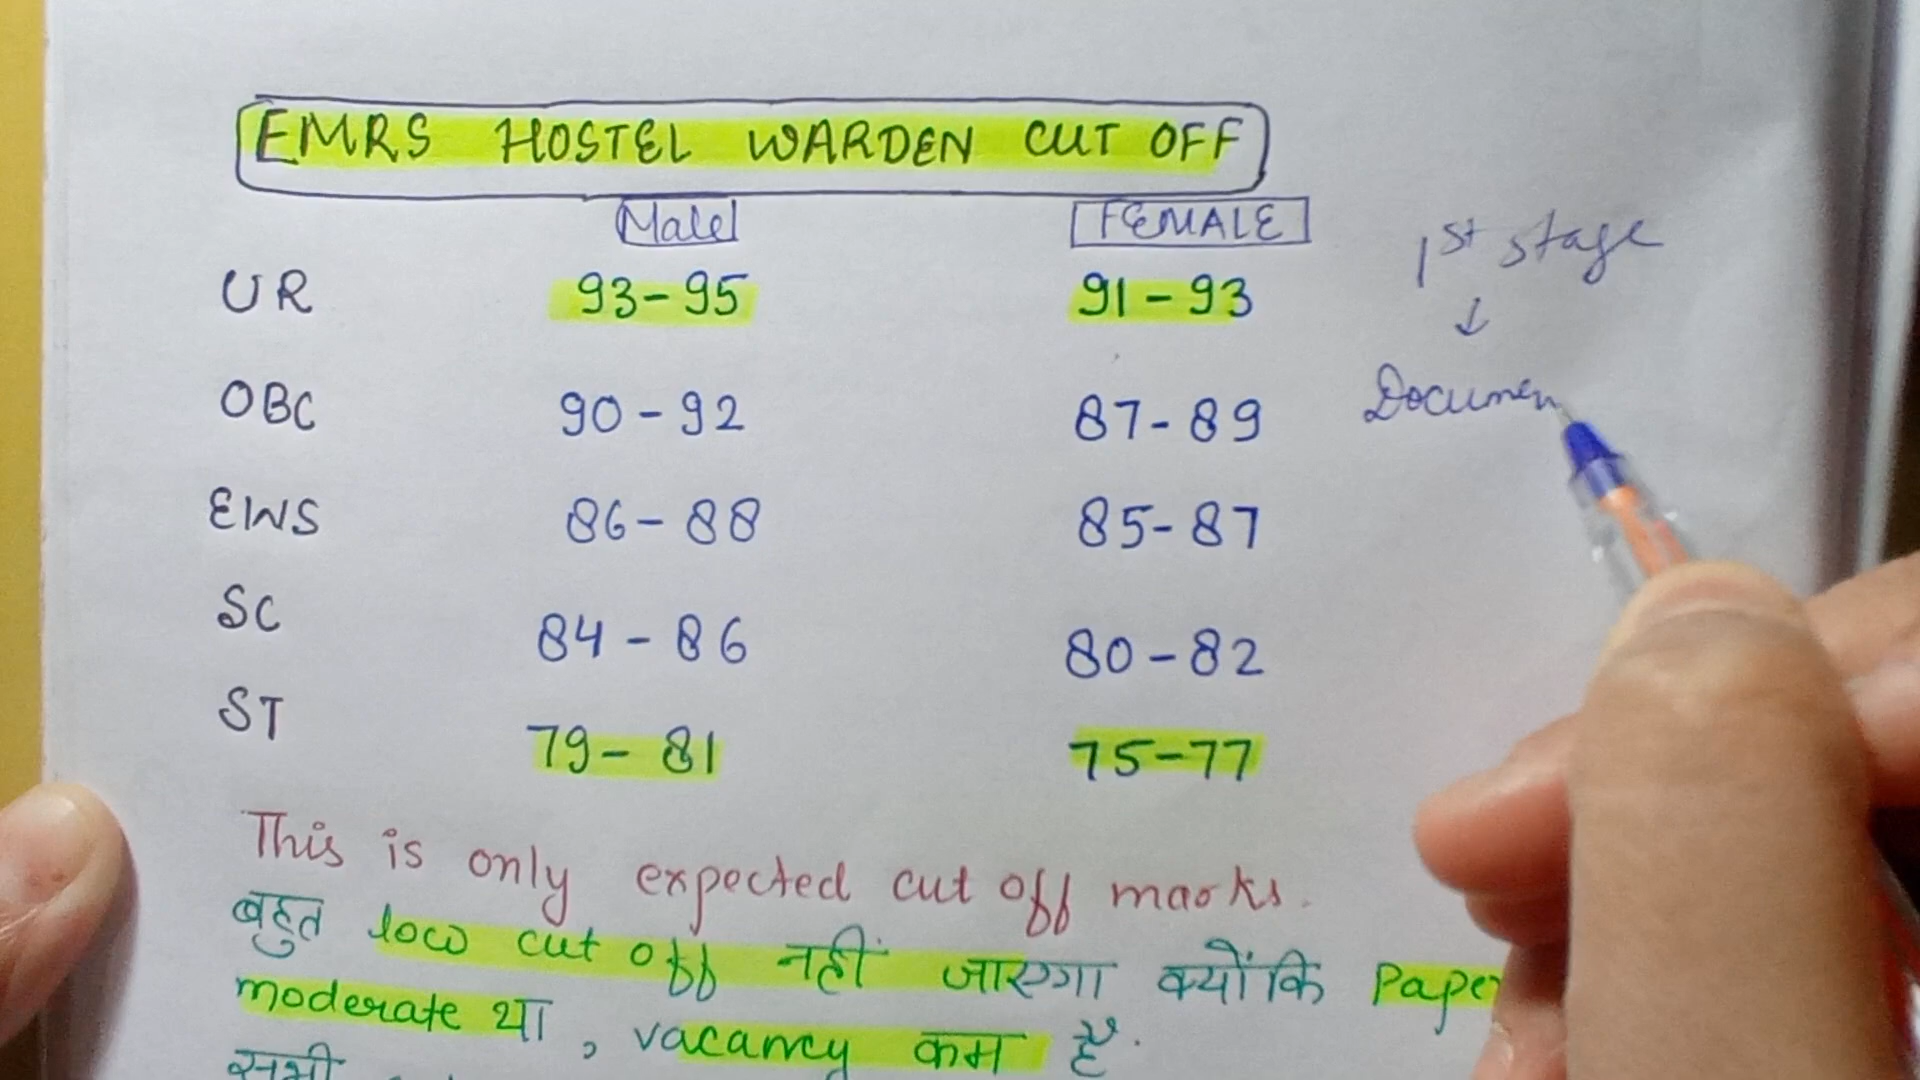 EMRS HOSTEL WARDEN CUT OFF
Male FEMALE
UR 93-95 91-93
OBC 90-92 87-89
EWS 86-88 85-87
SC 84-86 80-82
ST 79-81 75-77
1st stage
↓
Documen
This is only expected cut off marks.
बहुत low cut off नहीं जाएगा क्योंकि Paper
moderate था, vacancy कम है.
सभी